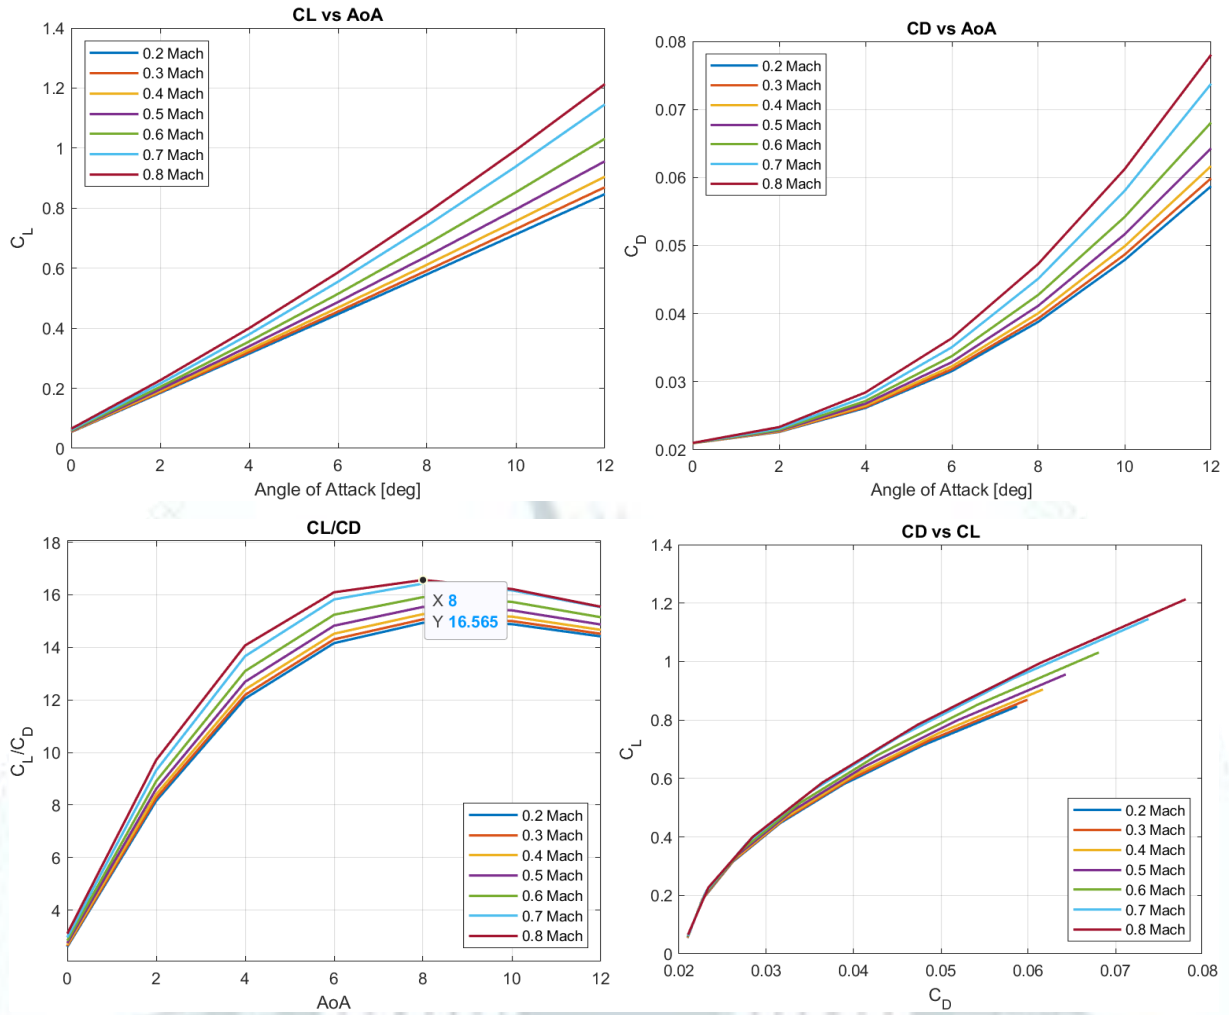 CL vs AoA
1.4
1.2
1
0.8
0.6
0.4
0.2
0
C_L
0.2 Mach
0.3 Mach
0.4 Mach
0.5 Mach
0.6 Mach
0.7 Mach
0.8 Mach
0 2 4 6 8 10 12
Angle of Attack [deg]
CD vs AoA
0.08
0.07
0.06
0.05
0.04
0.03
0.02
C_D
0.2 Mach
0.3 Mach
0.4 Mach
0.5 Mach
0.6 Mach
0.7 Mach
0.8 Mach
0 2 4 6 8 10 12
Angle of Attack [deg]
CL/CD
18
16
14
12
10
8
6
4
C_L/C_D
X 8
Y 16.565
0.2 Mach
0.3 Mach
0.4 Mach
0.5 Mach
0.6 Mach
0.7 Mach
0.8 Mach
0 2 4 6 8 10 12
AoA
CD vs CL
1.4
1.2
1
0.8
0.6
0.4
0.2
0
C_L
0.2 Mach
0.3 Mach
0.4 Mach
0.5 Mach
0.6 Mach
0.7 Mach
0.8 Mach
0.02 0.03 0.04 0.05 0.06 0.07 0.08
C_D